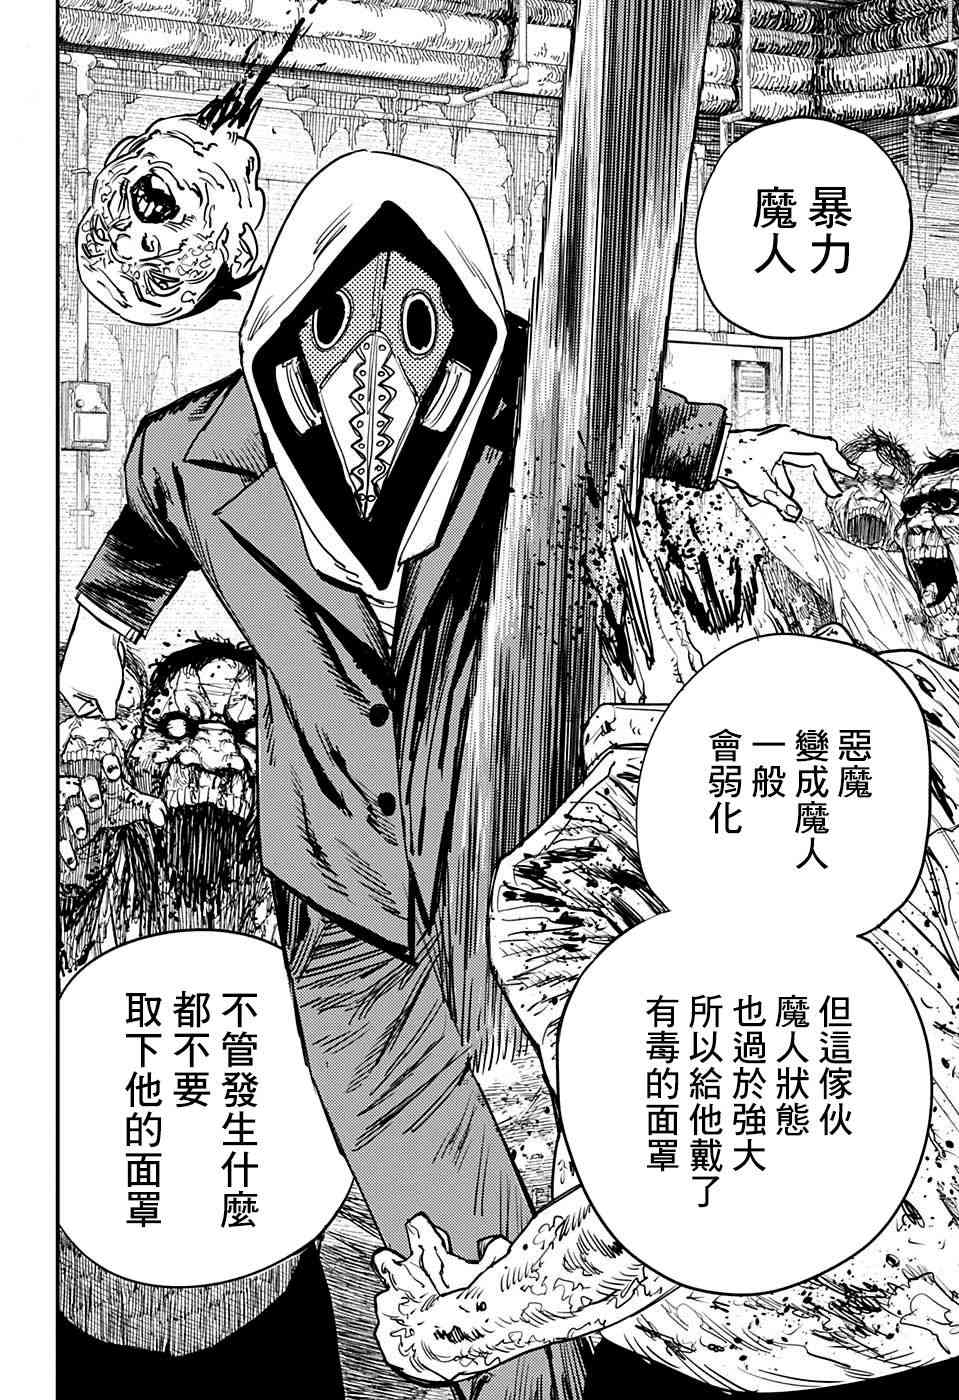 暴力
魔人
惡魔
變成魔人
一般
會弱化
但這傢伙
魔人狀態
也過於強大
所以給他戴了
有毒的面罩
不管發生什麼
都不要
取下他的面罩